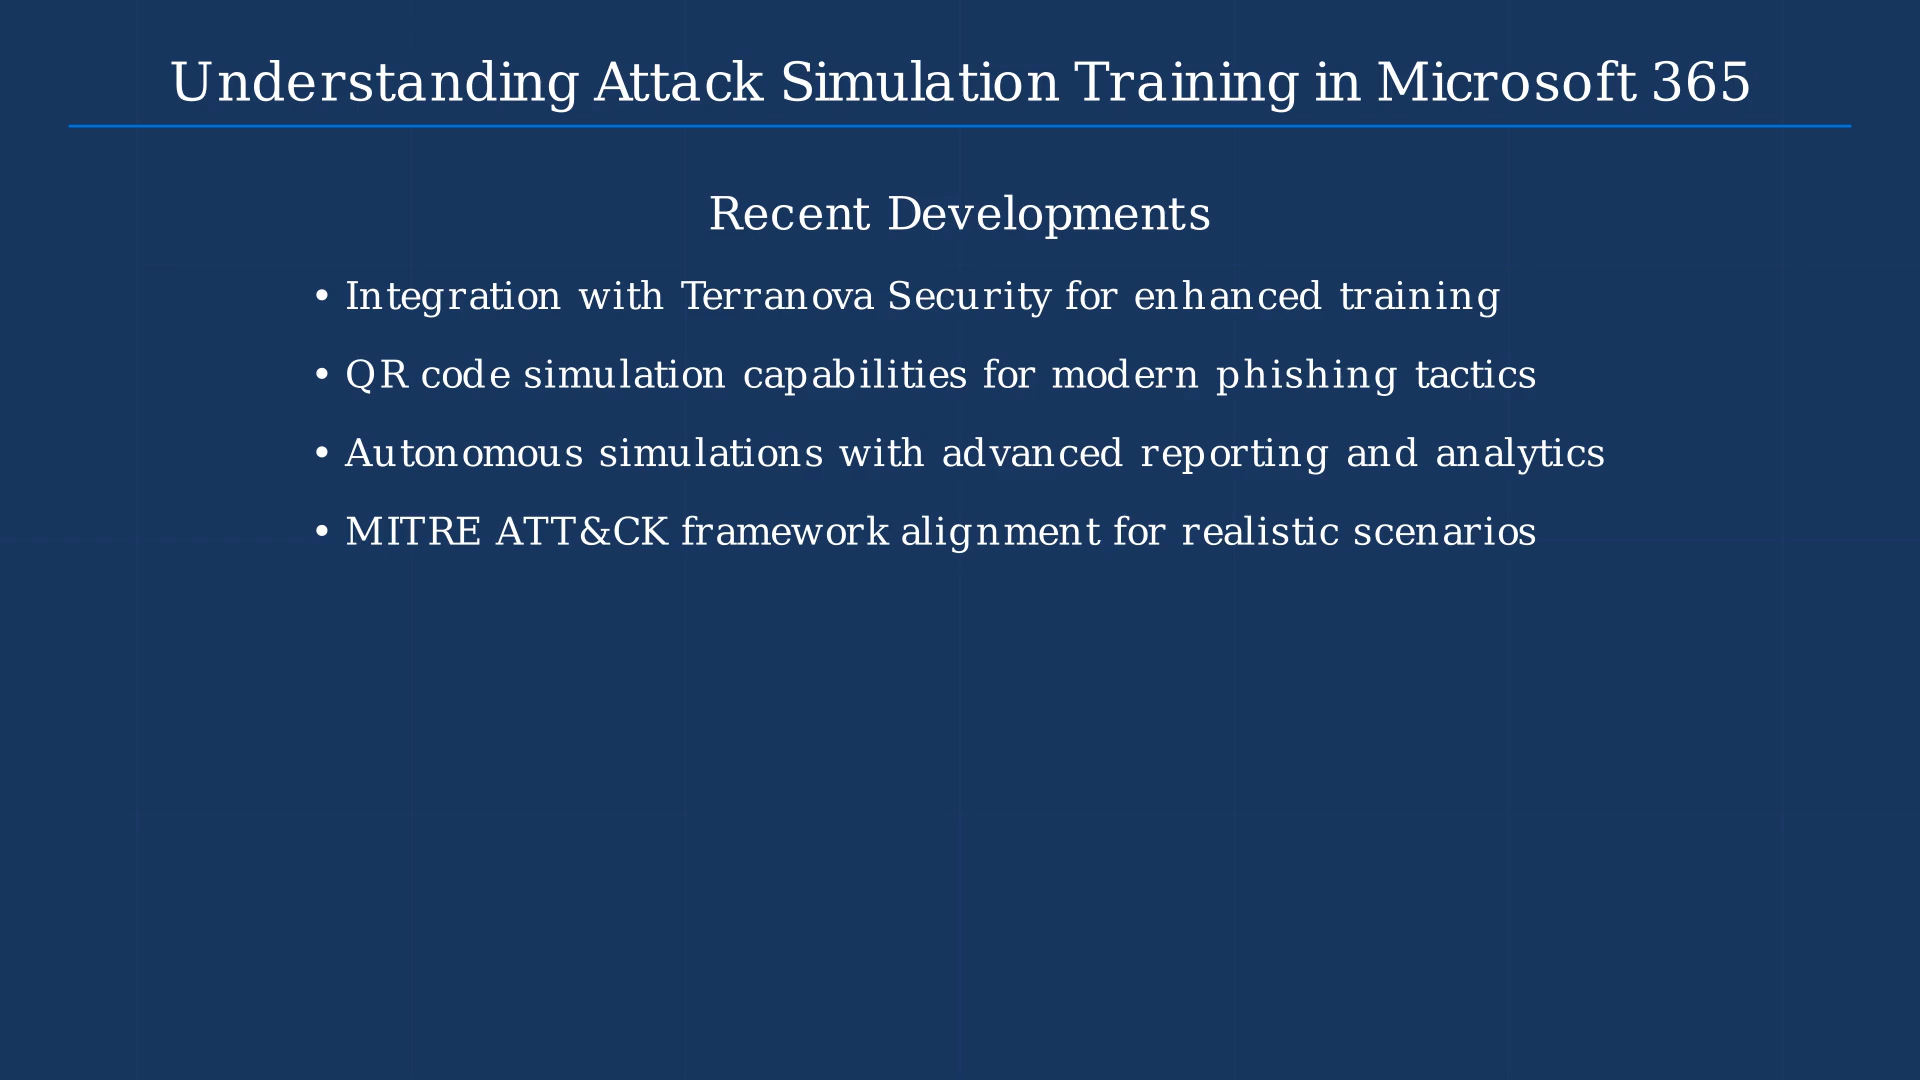 Understanding Attack Simulation Training in Microsoft 365
Recent Developments
• Integration with Terranova Security for enhanced training
• QR code simulation capabilities for modern phishing tactics
• Autonomous simulations with advanced reporting and analytics
• MITRE ATT&CK framework alignment for realistic scenarios